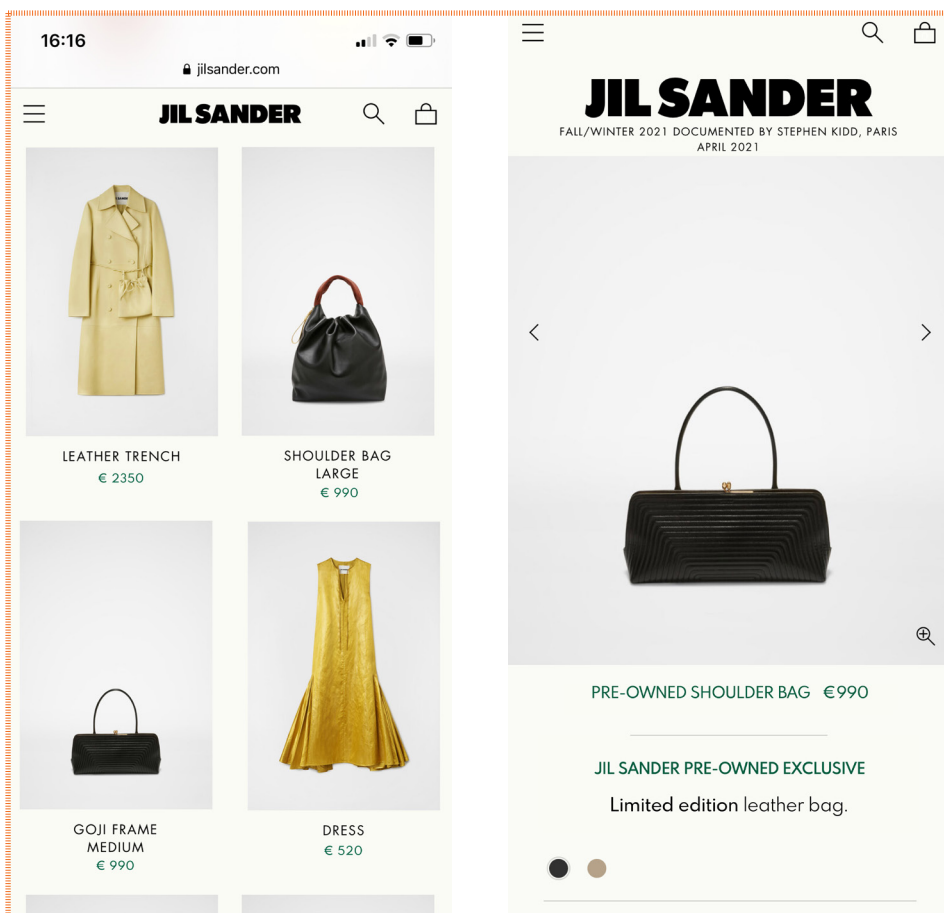 16:16
jilsander.com
JIL SANDER
LEATHER TRENCH
€ 2350
SHOULDER BAG
LARGE
€ 990
GOJI FRAME
MEDIUM
€ 990
DRESS
€ 520
JIL SANDER
FALL/WINTER 2021 DOCUMENTED BY STEPHEN KIDD, PARIS
APRIL 2021
PRE-OWNED SHOULDER BAG €990
JIL SANDER PRE-OWNED EXCLUSIVE
Limited edition leather bag.